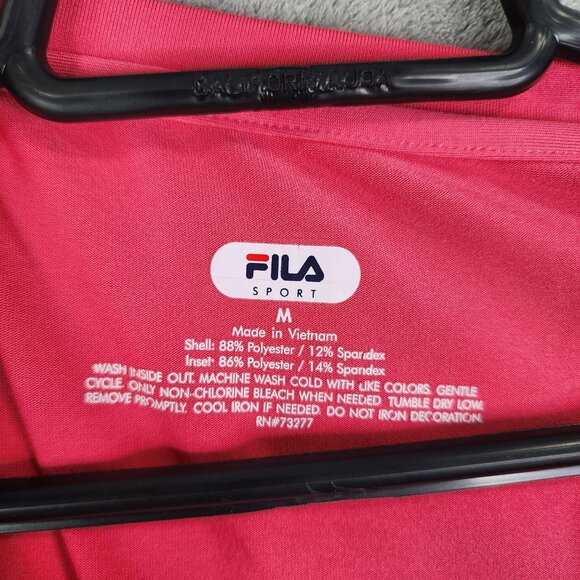 CALIFORNIA USA
FILA
SPORT
M
Made in Vietnam
Shell: 88% Polyester / 12% Spandex
Inset: 86% Polyester / 14% Spandex
WASH INSIDE OUT. MACHINE WASH COLD WITH LIKE COLORS. GENTLE
CYCLE. ONLY NON-CHLORINE BLEACH WHEN NEEDED. TUMBLE DRY LOW.
REMOVE PROMPTLY. COOL IRON IF NEEDED. DO NOT IRON DECORATION.
RN#73277